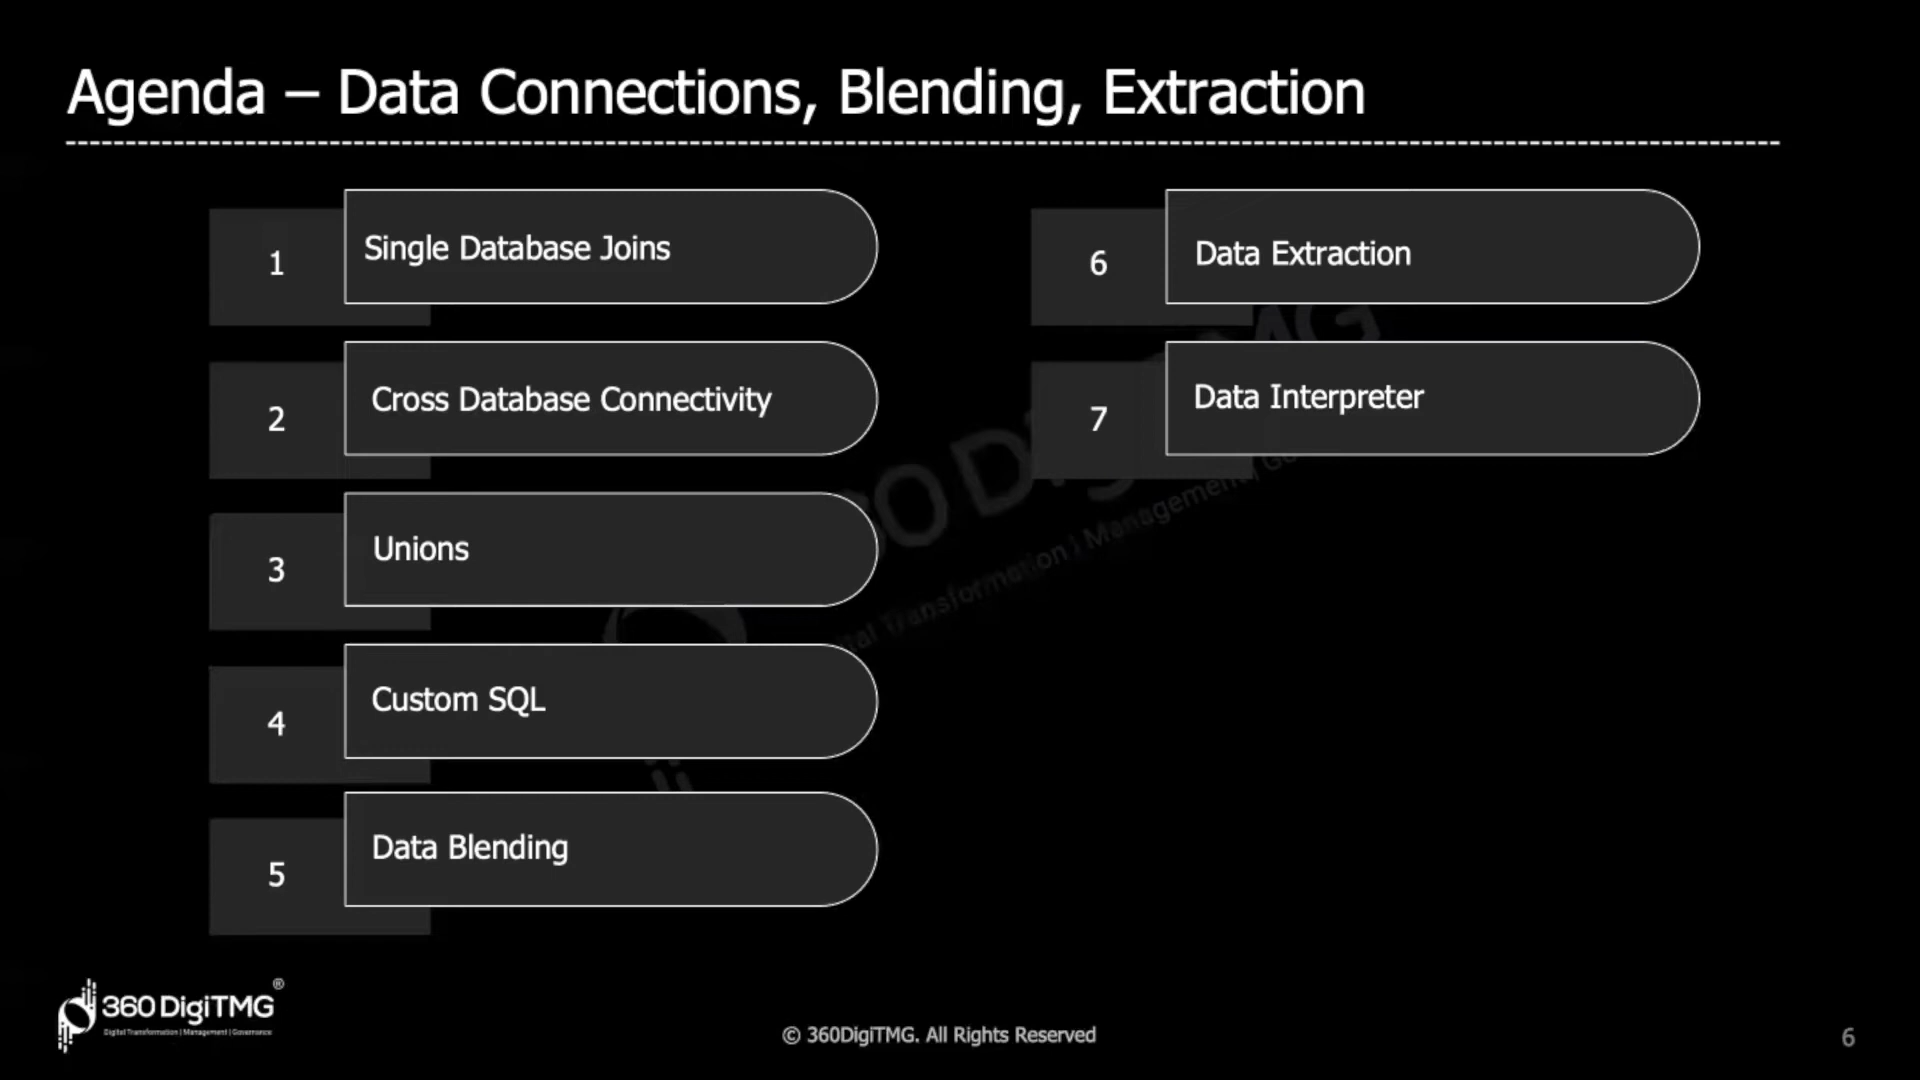 Agenda – Data Connections, Blending, Extraction
1
Single Database Joins
2
Cross Database Connectivity
3
Unions
4
Custom SQL
5
Data Blending
6
Data Extraction
7
Data Interpreter
360 DigiTMG®
Digital Transformation | Management | Governance
© 360DigiTMG. All Rights Reserved
6